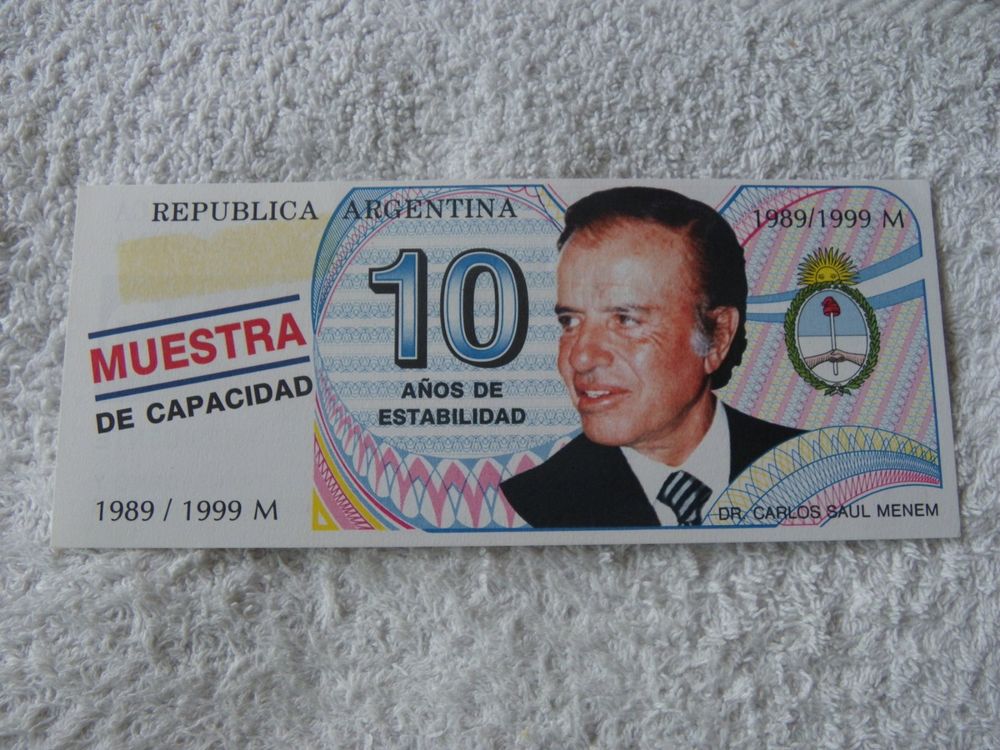 REPUBLICA ARGENTINA
1989/1999 M
MUESTRA
DE CAPACIDAD
10
AÑOS DE
ESTABILIDAD
1989 / 1999 M
DR. CARLOS SAUL MENEM